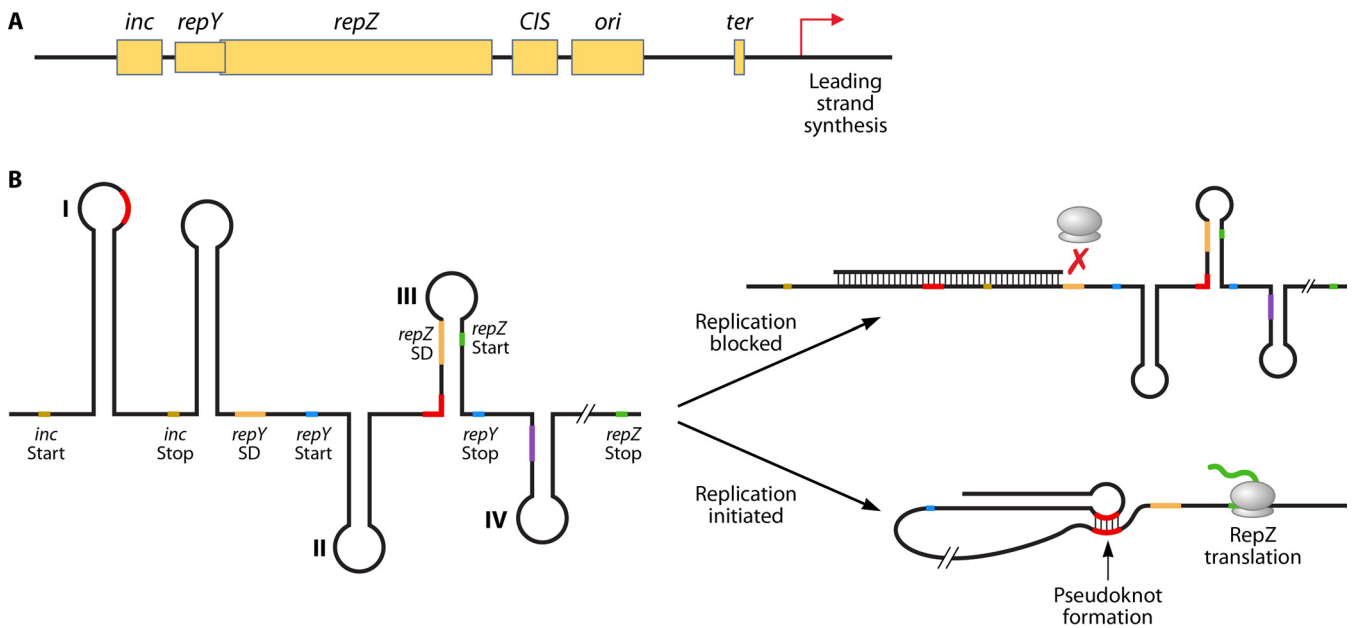 A
inc repY repZ CIS ori ter
Leading
strand
synthesis
B
I
III
repZ
SD
repZ
Start
inc
Start
inc
Stop
repY
SD
repY
Start
repY
Stop
repZ
Stop
II
IV
Replication
blocked
X
Replication
initiated
RepZ
translation
Pseudoknot
formation